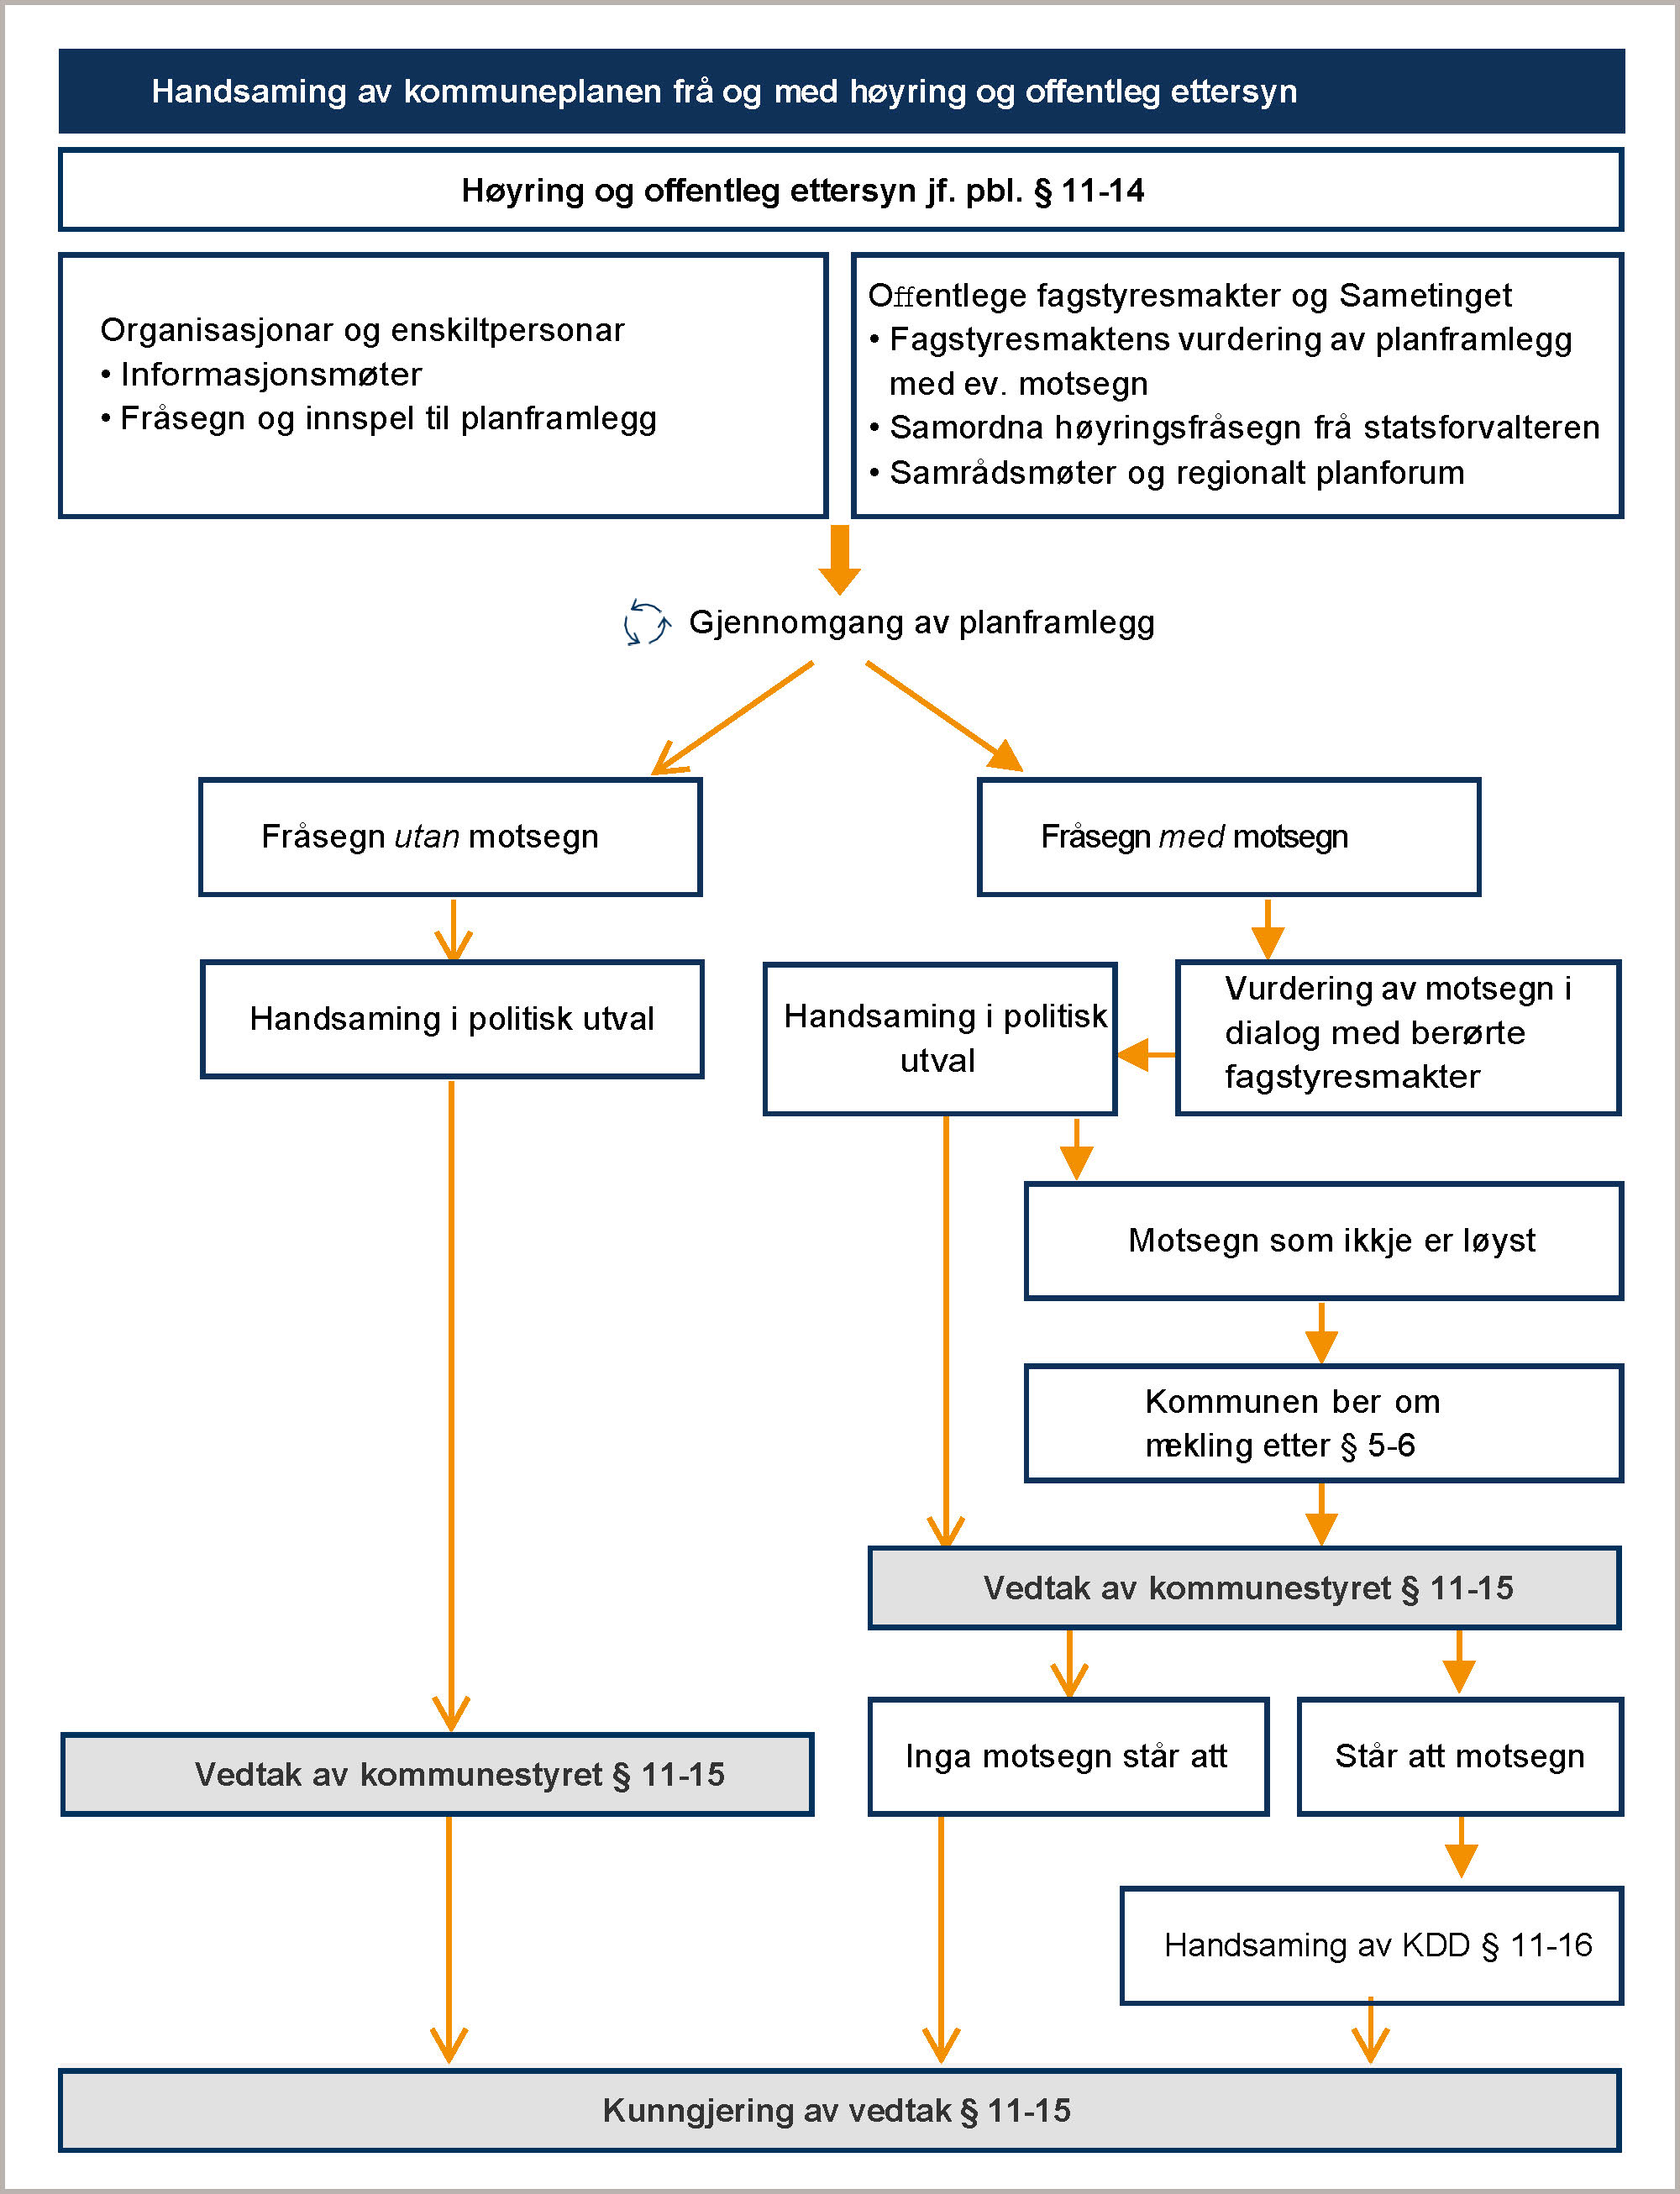 Handsaming av kommuneplanen frå og med høyring og offentleg ettersyn
Høyring og offentleg ettersyn jf. pbl. § 11-14
Organisasjonar og enskiltpersonar
• Informasjonsmøter
• Fråsegn og innspel til planframlegg
Offentlege fagstyresmakter og Sametinget
• Fagstyresmaktens vurdering av planframlegg
med ev. motsegn
• Samordna høyringsfråsegn frå statsforvalteren
• Samrådsmøter og regionalt planforum
Gjennomgang av planframlegg
Fråsegn utan motsegn
Fråsegn med motsegn
Handsaming i politisk utval
Handsaming i politisk
utval
Vurdering av motsegn i
dialog med berørte
fagstyresmakter
Motsegn som ikkje er løyst
Kommunen ber om
mekling etter § 5-6
Vedtak av kommunestyret § 11-15
Inga motsegn står att
Står att motsegn
Vedtak av kommunestyret § 11-15
Handsaming av KDD § 11-16
Kunngjering av vedtak § 11-15